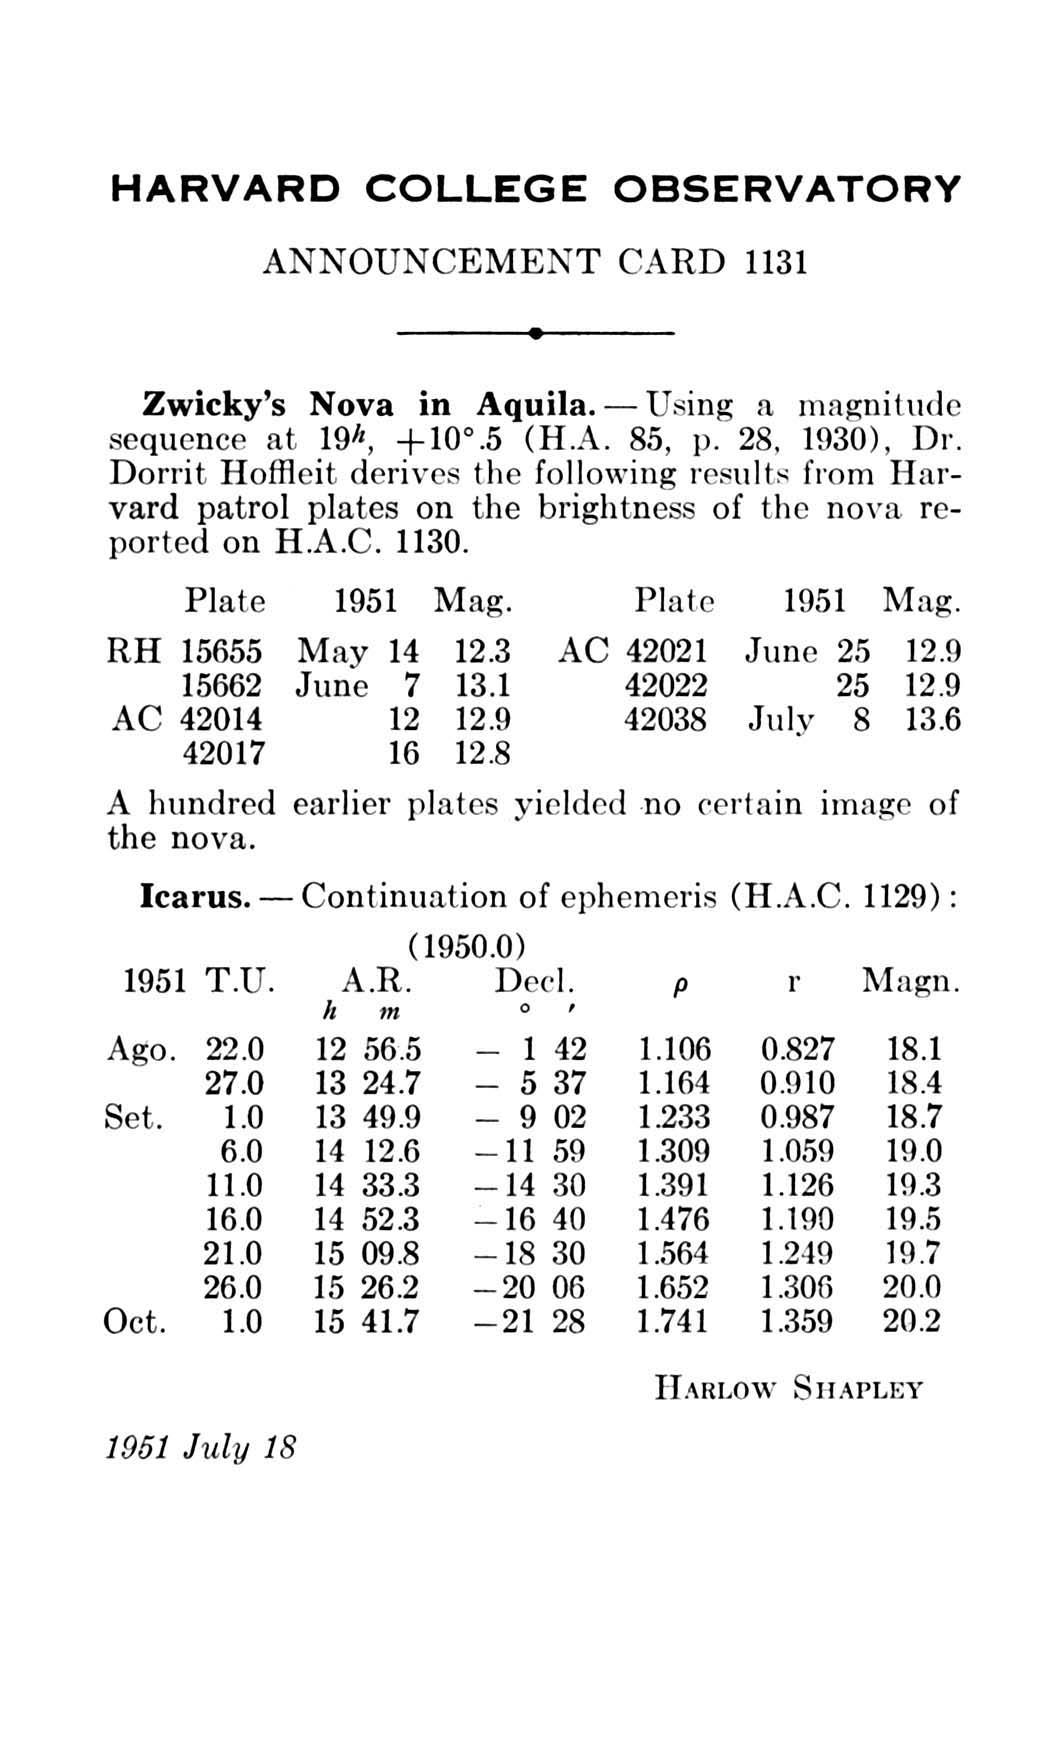 HARVARD COLLEGE OBSERVATORY
ANNOUNCEMENT CARD 1131
Zwicky's Nova in Aquila. — Using a magnitude
sequence at 19h, +10°.5 (H.A. 85, p. 28, 1930), Dr.
Dorrit Hoffleit derives the following results from Har-
vard patrol plates on the brightness of the nova re-
ported on H.A.C. 1130.
Plate 1951 Mag. Plate 1951 Mag.
RH 15655 May 14 12.3 AC 42021 June 25 12.9
15662 June 7 13.1 42022 25 12.9
AC 42014 12 12.9 42038 July 8 13.6
42017 16 12.8
A hundred earlier plates yielded no certain image of
the nova.
Icarus. — Continuation of ephemeris (H.A.C. 1129) :
(1950.0)
1951 T.U. A.R. Decl. ρ r Magn.
h m ° ′
Ago. 22.0 12 56.5 — 1 42 1.106 0.827 18.1
27.0 13 24.7 — 5 37 1.164 0.910 18.4
Set. 1.0 13 49.9 — 9 02 1.233 0.987 18.7
6.0 14 12.6 —11 59 1.309 1.059 19.0
11.0 14 33.3 —14 30 1.391 1.126 19.3
16.0 14 52.3 —16 40 1.476 1.190 19.5
21.0 15 09.8 —18 30 1.564 1.249 19.7
26.0 15 26.2 —20 06 1.652 1.306 20.0
Oct. 1.0 15 41.7 —21 28 1.741 1.359 20.2
HARLOW SHAPLEY
1951 July 18